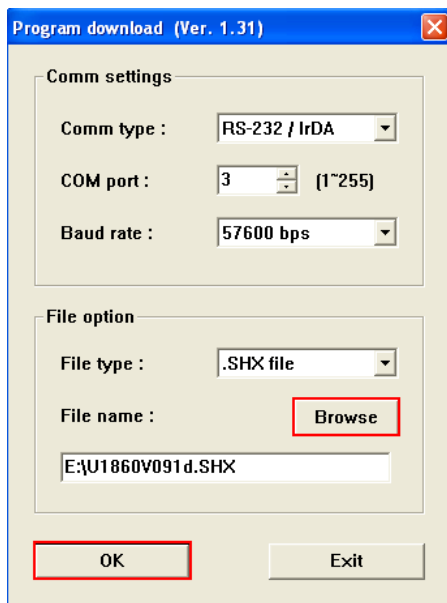 Program download (Ver. 1.31)
Comm settings
Comm type : RS-232 / IrDA
COM port : 3 (1~255)
Baud rate : 57600 bps
File option
File type : .SHX file
File name : Browse
E:\U1860V091d.SHX
OK Exit